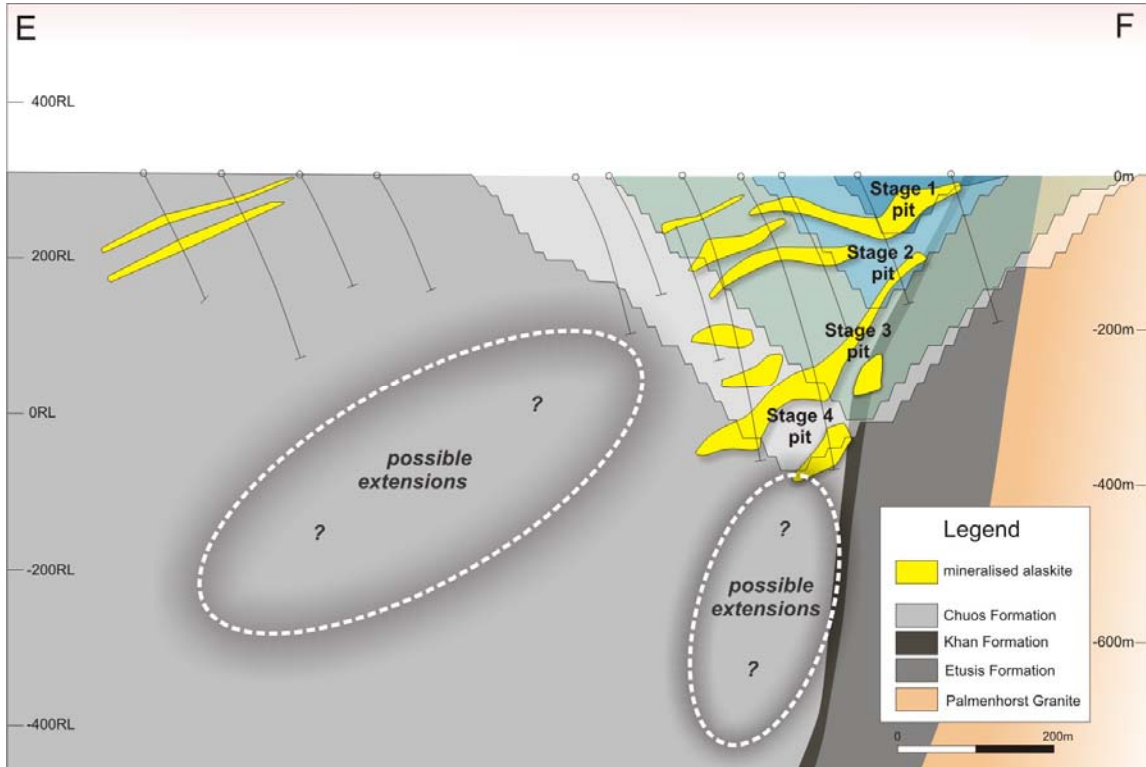 E
F
400RL
0m
Stage 1
pit
200RL
Stage 2
pit
-200m
Stage 3
pit
0RL
?
Stage 4
pit
possible
extensions
-400m
?
?
Legend
mineralised alaskite
-200RL
possible
extensions
Chuos Formation
Khan Formation
-600m
?
Etusis Formation
Palmenhorst Granite
-400RL
0
200m